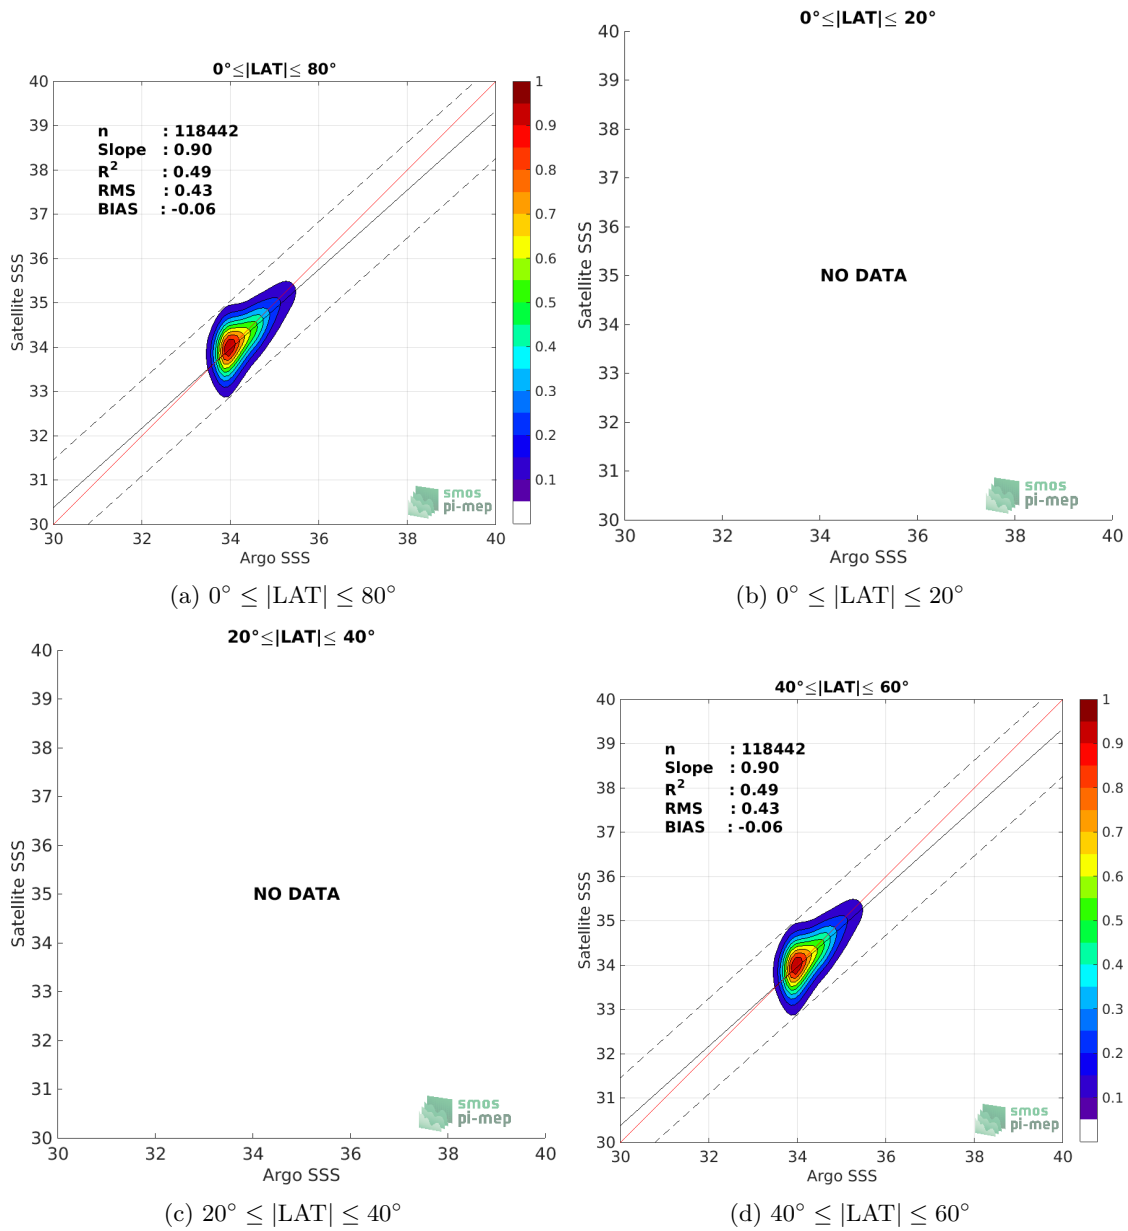 0°≤|LAT|≤ 80°
40
39
38
37
36
35
34
33
32
31
30
Satellite SSS
n : 118442
Slope : 0.90
R² : 0.49
RMS : 0.43
BIAS : -0.06
smos
pi-mep
30 32 34 36 38 40
Argo SSS
1
0.9
0.8
0.7
0.6
0.5
0.4
0.3
0.2
0.1
(a) 0° ≤ |LAT| ≤ 80°
0°≤|LAT|≤ 20°
40
39
38
37
36
35
34
33
32
31
30
Satellite SSS
NO DATA
smos
pi-mep
30 32 34 36 38 40
Argo SSS
(b) 0° ≤ |LAT| ≤ 20°
20°≤|LAT|≤ 40°
40
39
38
37
36
35
34
33
32
31
30
Satellite SSS
NO DATA
smos
pi-mep
30 32 34 36 38 40
Argo SSS
(c) 20° ≤ |LAT| ≤ 40°
40°≤|LAT|≤ 60°
40
39
38
37
36
35
34
33
32
31
30
Satellite SSS
n : 118442
Slope : 0.90
R² : 0.49
RMS : 0.43
BIAS : -0.06
smos
pi-mep
30 32 34 36 38 40
Argo SSS
1
0.9
0.8
0.7
0.6
0.5
0.4
0.3
0.2
0.1
(d) 40° ≤ |LAT| ≤ 60°